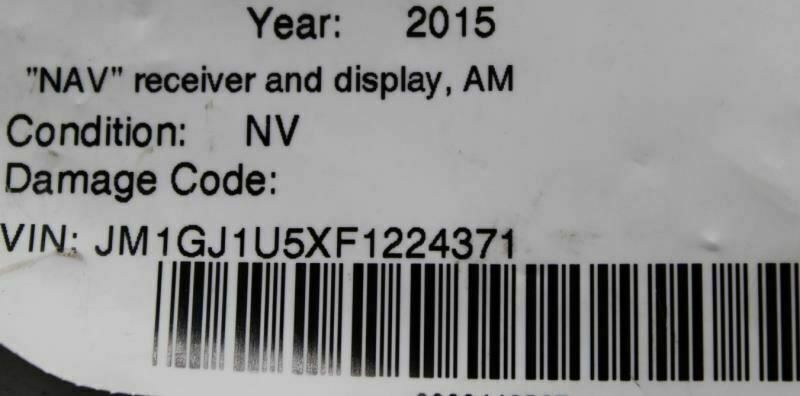 Year: 2015
"NAV" receiver and display, AM
Condition: NV
Damage Code:
VIN: JM1GJ1U5XF1224371